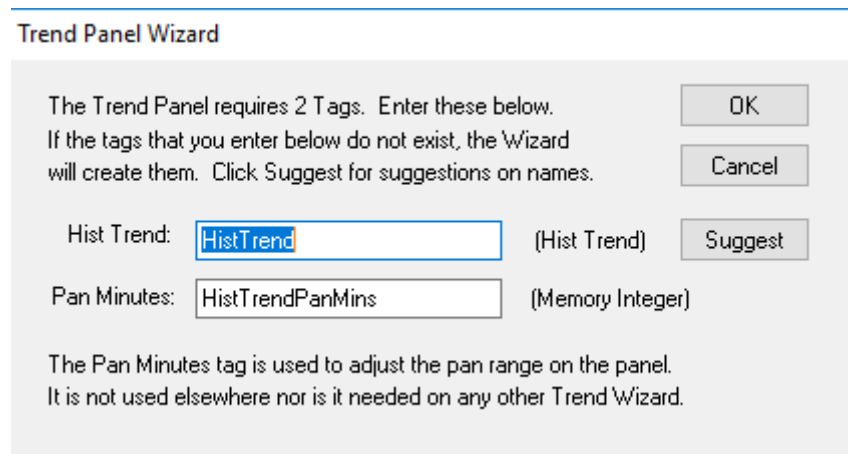 Trend Panel Wizard
The Trend Panel requires 2 Tags. Enter these below.
If the tags that you enter below do not exist, the Wizard
will create them. Click Suggest for suggestions on names.
OK
Cancel
Hist Trend: HistTrend (Hist Trend) Suggest
Pan Minutes: HistTrendPanMins (Memory Integer)
The Pan Minutes tag is used to adjust the pan range on the panel.
It is not used elsewhere nor is it needed on any other Trend Wizard.